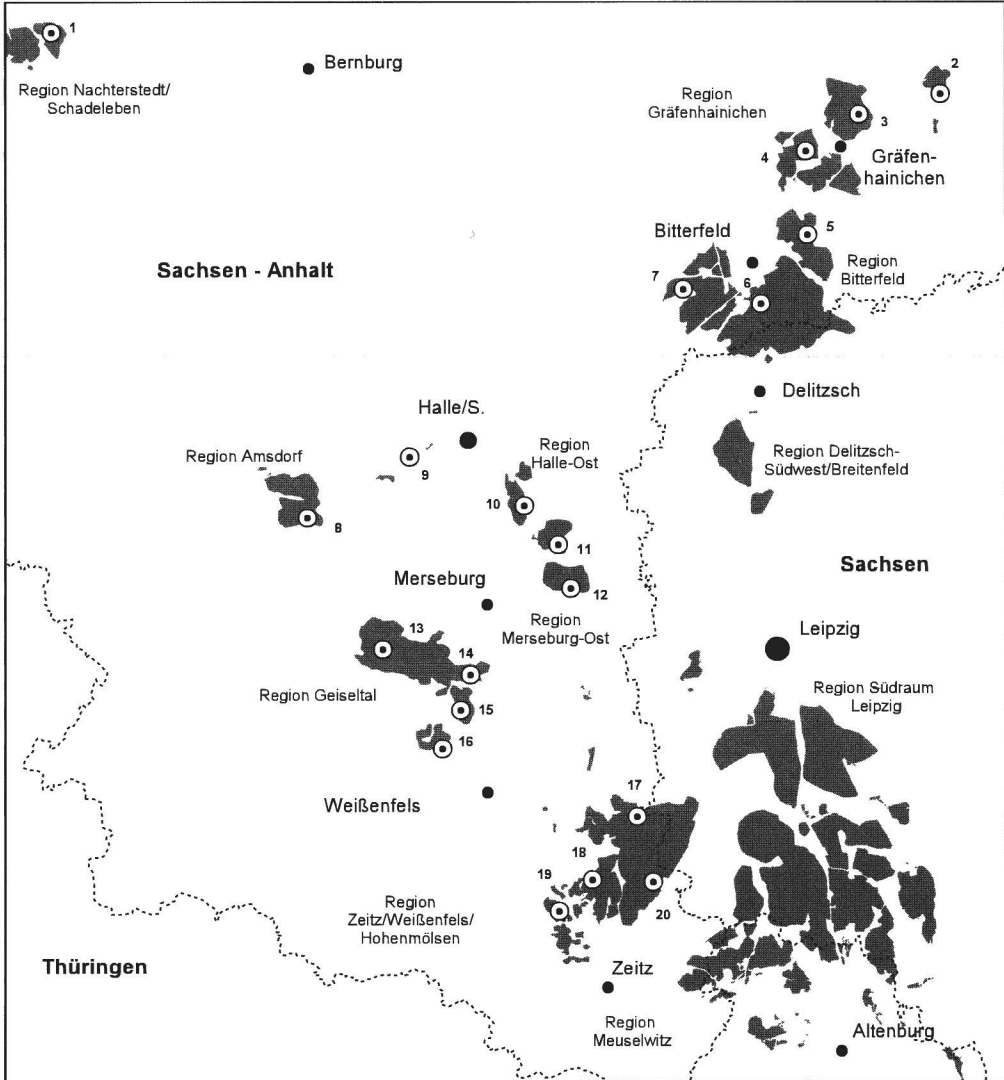 1
Bernburg
2
Region Nachterstedt/
Schadeleben
Region
Gräfenhainichen
3
4
Gräfen-
hainichen
Bitterfeld
5
Sachsen - Anhalt
Region
Bitterfeld
7
6
Delitzsch
Halle/S.
Region Amsdorf
Region
Halle-Ost
Region Delitzsch-
Südwest/Breitenfeld
9
10
8
11
Sachsen
Merseburg
12
Region
Merseburg-Ost
13
Leipzig
14
Region Geiseltal
Region Südraum
Leipzig
15
16
Weißenfels
17
18
19
20
Region
Zeitz/Weißenfels/
Hohenmölsen
Thüringen
Zeitz
Region
Meuselwitz
Altenburg